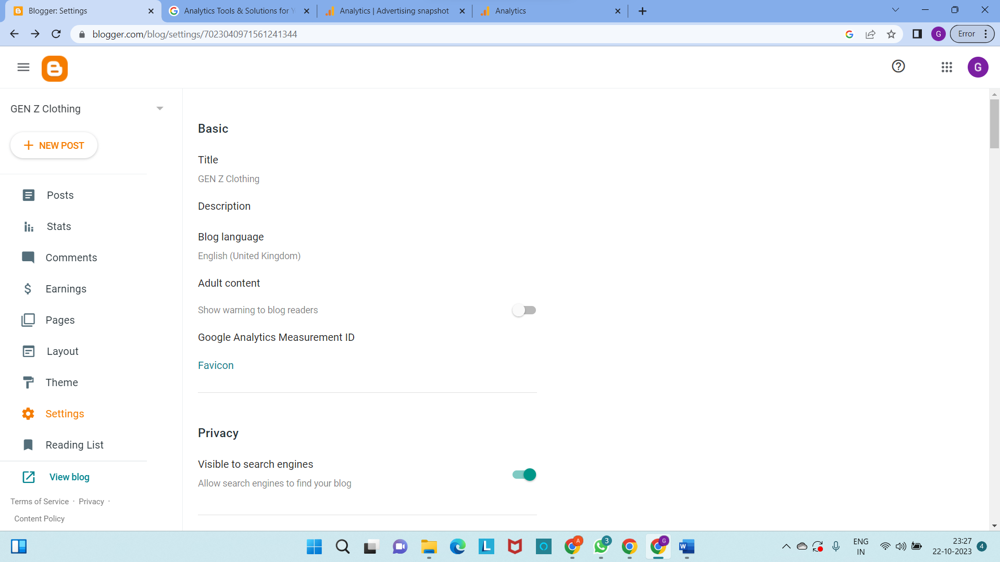 Blogger: Settings
Analytics Tools & Solutions for Y
Analytics | Advertising snapshot
Analytics
blogger.com/blog/settings/7023040971561241344
G
Error
G
GEN Z Clothing
NEW POST
Posts
Stats
Comments
Earnings
Pages
Layout
Theme
Settings
Reading List
View blog
Terms of Service · Privacy ·
Content Policy
Basic
Title
GEN Z Clothing
Description
Blog language
English (United Kingdom)
Adult content
Show warning to blog readers
Google Analytics Measurement ID
Favicon
Privacy
Visible to search engines
Allow search engines to find your blog
L
A
3
G
W
ENG
IN
23:27
22-10-2023
4